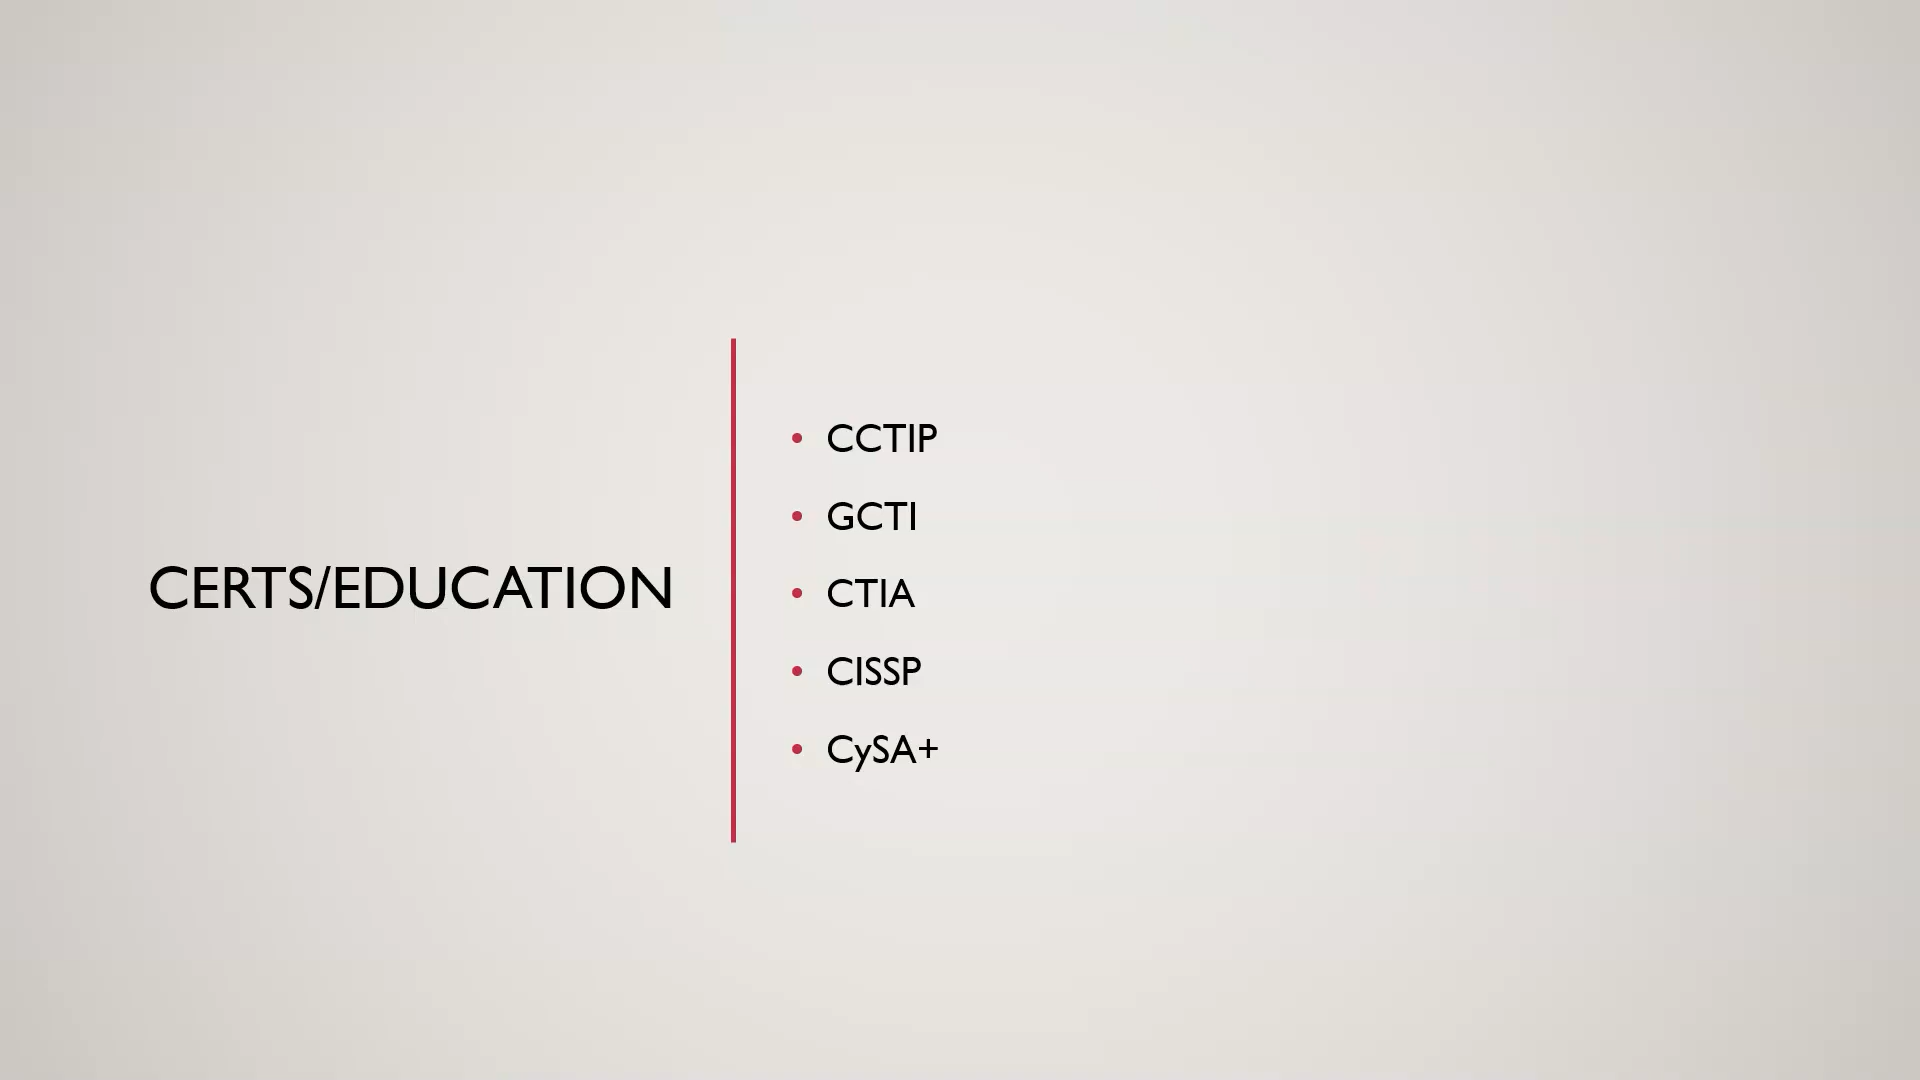 CERTS/EDUCATION
• CCTIP
• GCTI
• CTIA
• CISSP
• CySA+